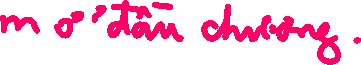 mở đầu chương.